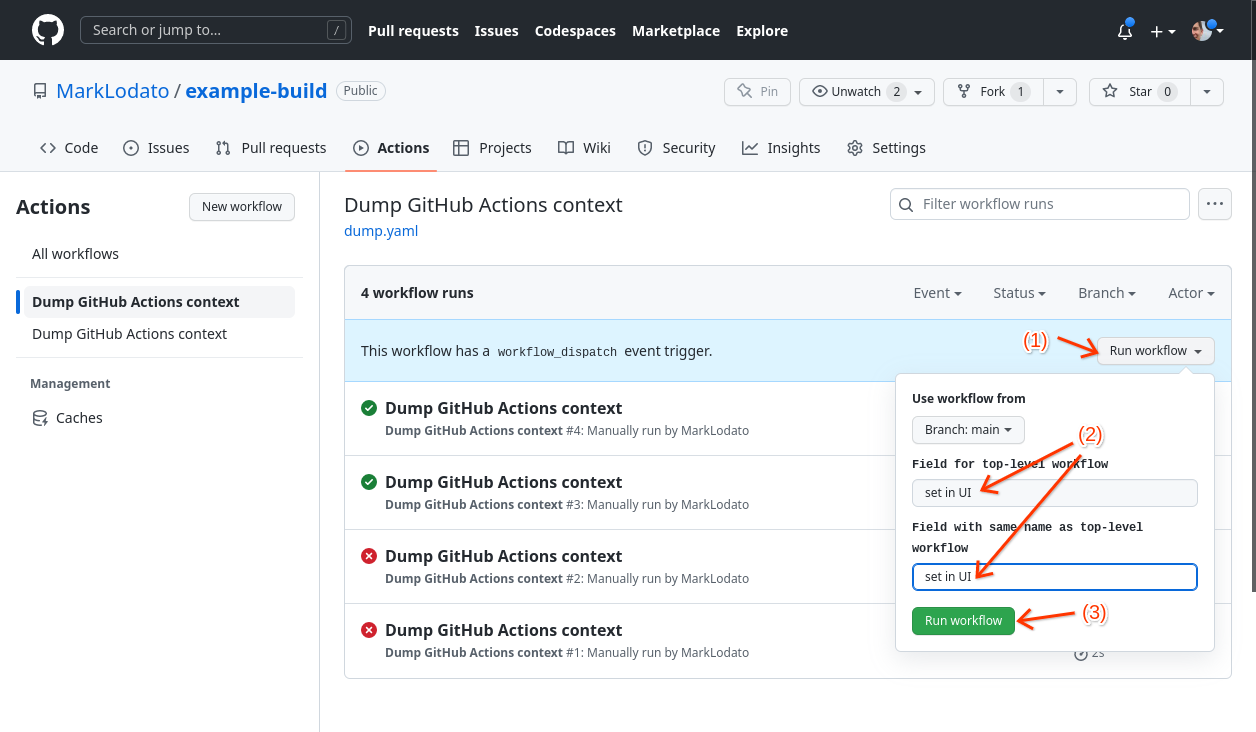 Search or jump to... /
Pull requests Issues Codespaces Marketplace Explore
MarkLodato / example-build Public
Pin Unwatch 2 Fork 1 Star 0
Code Issues Pull requests Actions Projects Wiki Security Insights Settings
Actions New workflow
All workflows
Dump GitHub Actions context
Dump GitHub Actions context
Management
Caches
Dump GitHub Actions context
dump.yaml
Filter workflow runs
4 workflow runs Event Status Branch Actor
This workflow has a workflow_dispatch event trigger.
(1) Run workflow
Dump GitHub Actions context
Dump GitHub Actions context #4: Manually run by MarkLodato
Dump GitHub Actions context
Dump GitHub Actions context #3: Manually run by MarkLodato
Dump GitHub Actions context
Dump GitHub Actions context #2: Manually run by MarkLodato
Dump GitHub Actions context
Dump GitHub Actions context #1: Manually run by MarkLodato
Use workflow from
Branch: main
(2)
Field for top-level workflow
set in UI
Field with same name as top-level
workflow
set in UI
Run workflow (3)
2s